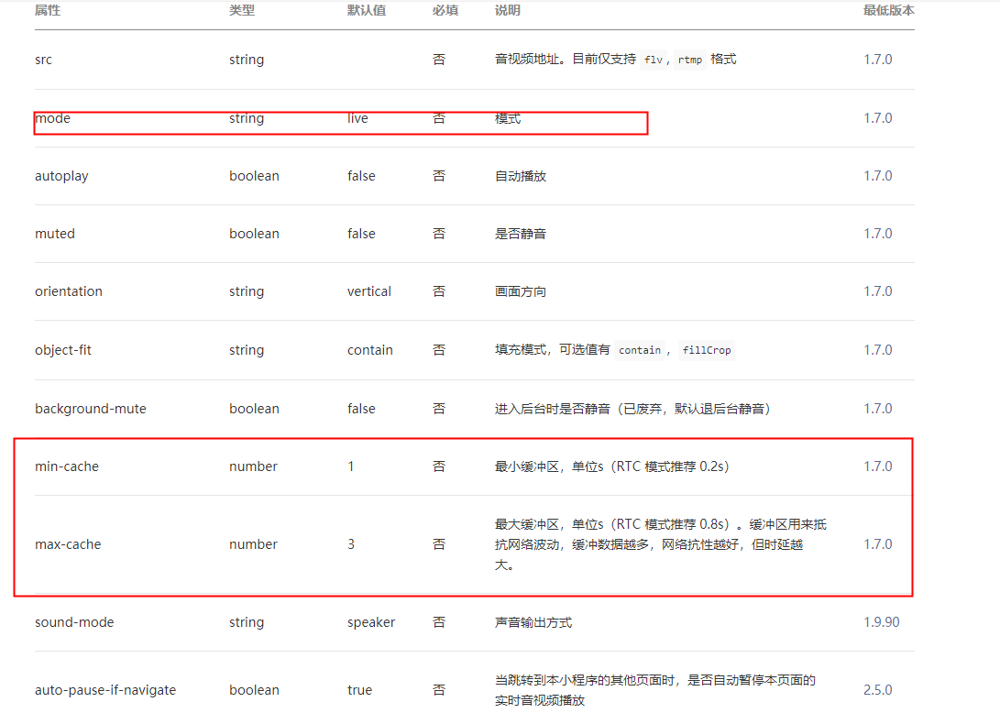 属性 类型 默认值 必填 说明 最低版本
src string 否 音视频地址。目前仅支持 flv, rtmp 格式 1.7.0
mode string live 否 模式 1.7.0
autoplay boolean false 否 自动播放 1.7.0
muted boolean false 否 是否静音 1.7.0
orientation string vertical 否 画面方向 1.7.0
object-fit string contain 否 填充模式，可选值有 contain，fillCrop 1.7.0
background-mute boolean false 否 进入后台时是否静音（已废弃，默认退后台静音） 1.7.0
min-cache number 1 否 最小缓冲区，单位s（RTC 模式推荐 0.2s） 1.7.0
max-cache number 3 否 最大缓冲区，单位s（RTC 模式推荐 0.8s）。缓冲区用来抵
抗网络波动，缓冲数据越多，网络抗性越好，但时延越
大。 1.7.0
sound-mode string speaker 否 声音输出方式 1.9.90
auto-pause-if-navigate boolean true 否 当跳转到本小程序的其他页面时，是否自动暂停本页面的
实时音视频播放 2.5.0